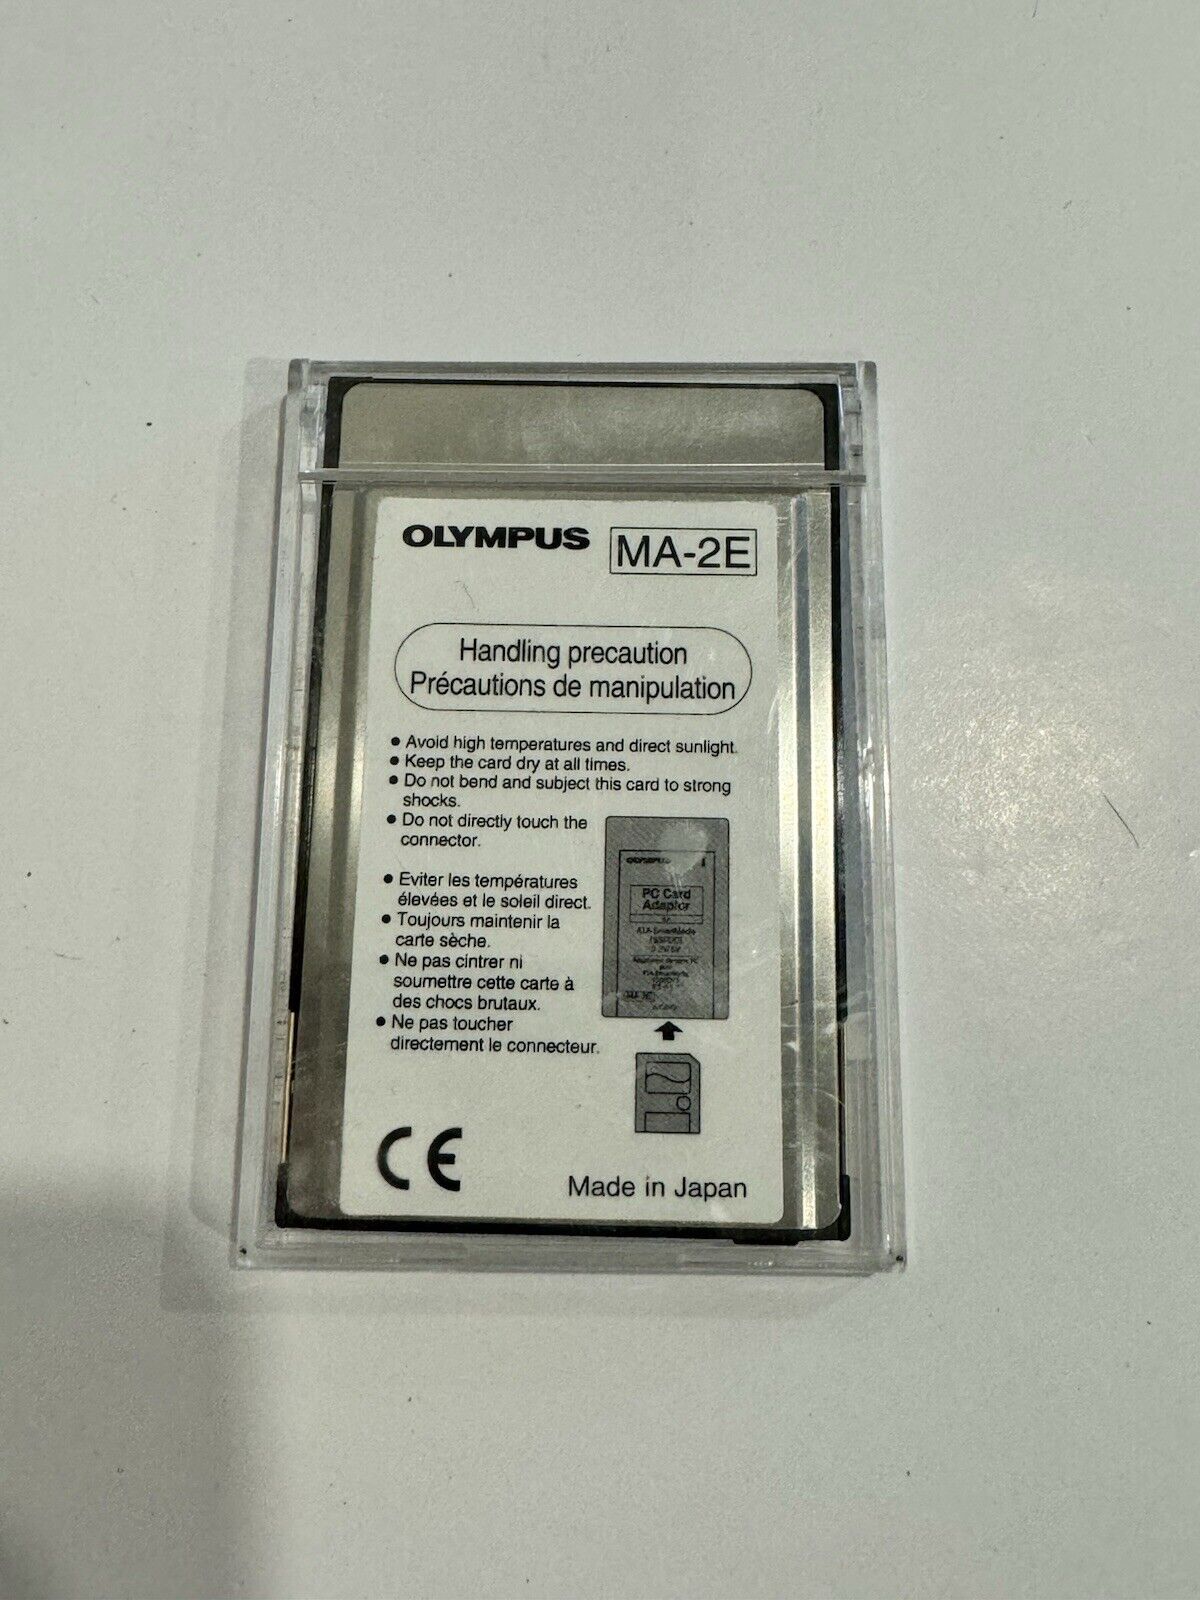 OLYMPUS MA-2E
Handling precaution
Précautions de manipulation
• Avoid high temperatures and direct sunlight.
• Keep the card dry at all times.
• Do not bend and subject this card to strong
shocks.
• Do not directly touch the
connector.
• Eviter les températures
élevées et le soleil direct.
• Toujours maintenir la
carte sèche.
• Ne pas cintrer ni
soumettre cette carte à
des chocs brutaux.
• Ne pas toucher
directement le connecteur.
OLYMPUS
PC Card
Adaptor
CE
Made in Japan